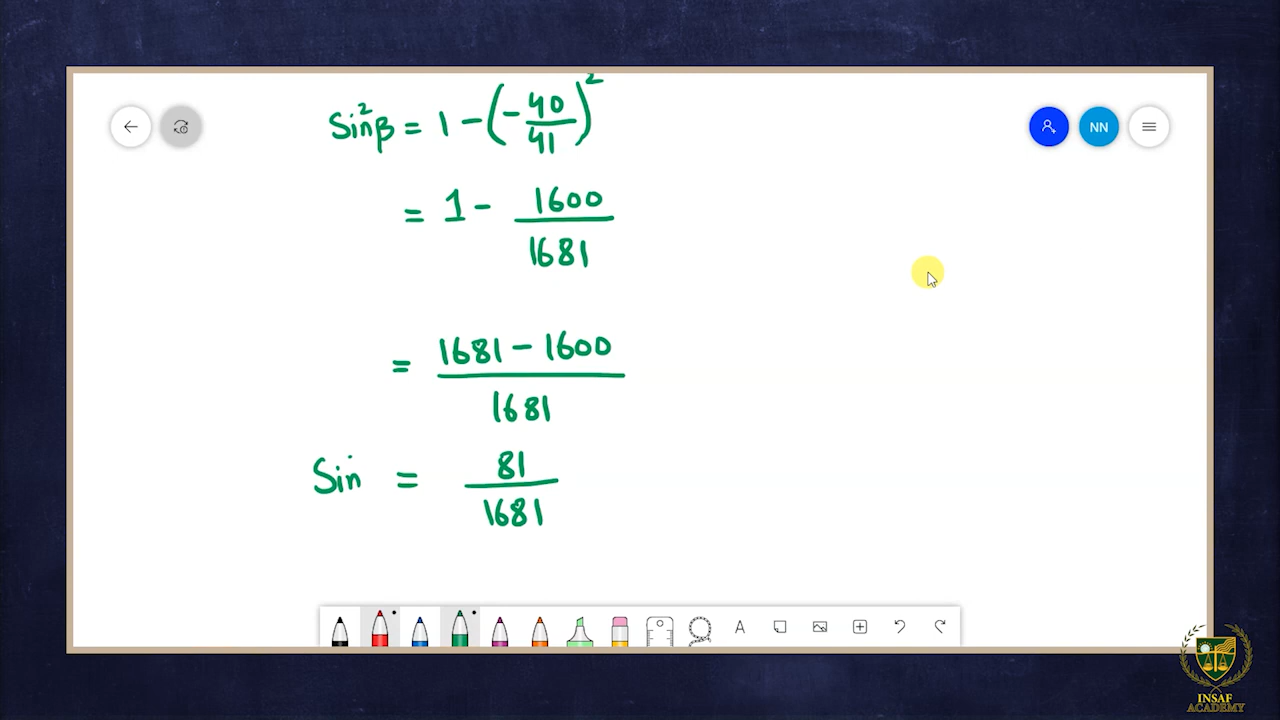 Sin²β = 1 - (-40/41)²
= 1 - 1600/1681
= 1681 - 1600/1681
Sin = 81/1681
NN
A
INSAF
ACADEMY